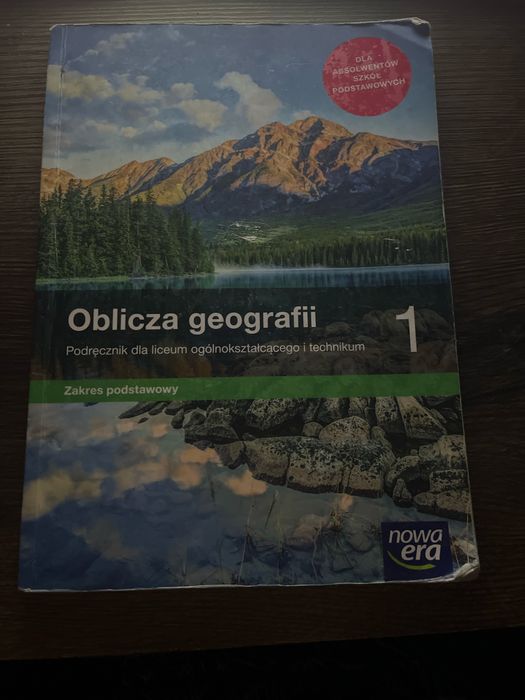 DLA
ABSOLWENTÓW
SZKÓŁ
PODSTAWOWYCH
Oblicza geografii 1
Podręcznik dla liceum ogólnokształcącego i technikum
Zakres podstawowy
nowa
era